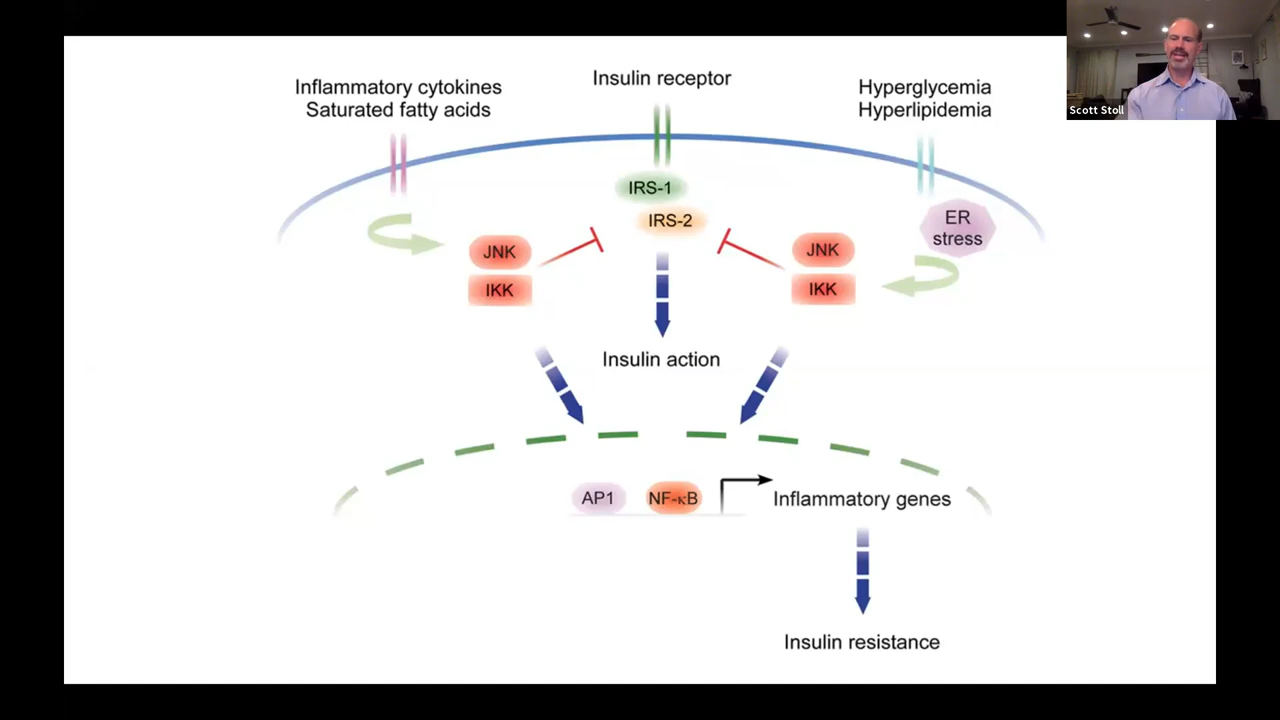 Inflammatory cytokines
Saturated fatty acids
Insulin receptor
Hyperglycemia
Hyperlipidemia
Scott Stoll
IRS-1
IRS-2
ER
stress
JNK
IKK
JNK
IKK
Insulin action
AP1
NF-κB
Inflammatory genes
Insulin resistance